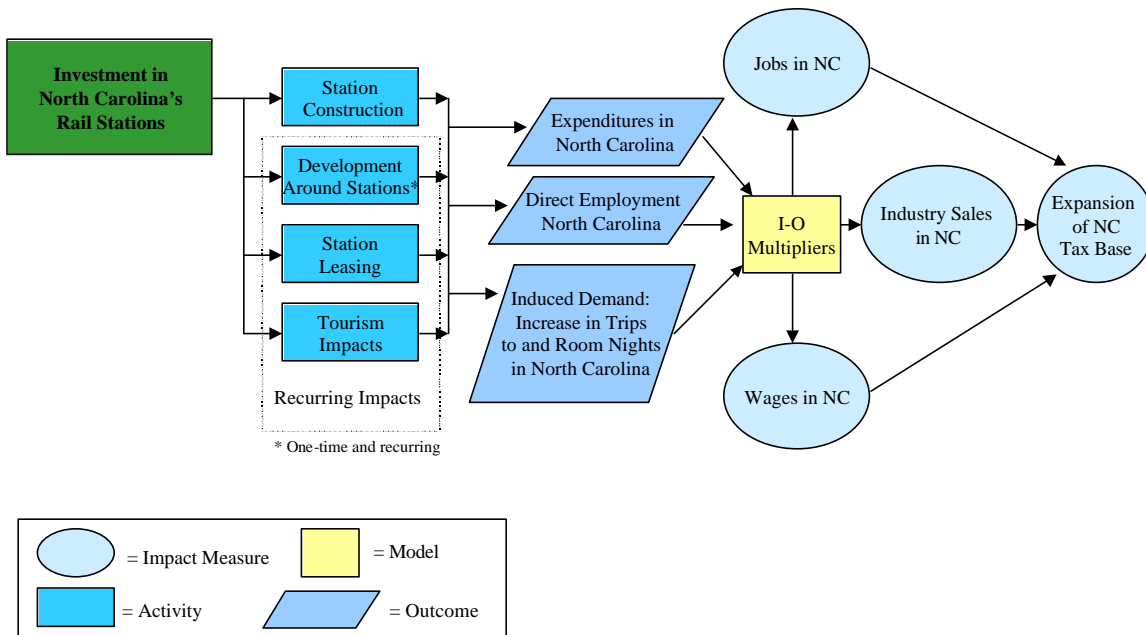 Investment in
North Carolina's
Rail Stations
Station
Construction
Development
Around Stations*
Station
Leasing
Tourism
Impacts
Recurring Impacts
* One-time and recurring
Expenditures in
North Carolina
Direct Employment
North Carolina
Induced Demand:
Increase in Trips
to and Room Nights
in North Carolina
I-O
Multipliers
Jobs in NC
Industry Sales
in NC
Wages in NC
Expansion
of NC
Tax Base
= Impact Measure
= Model
= Activity
= Outcome